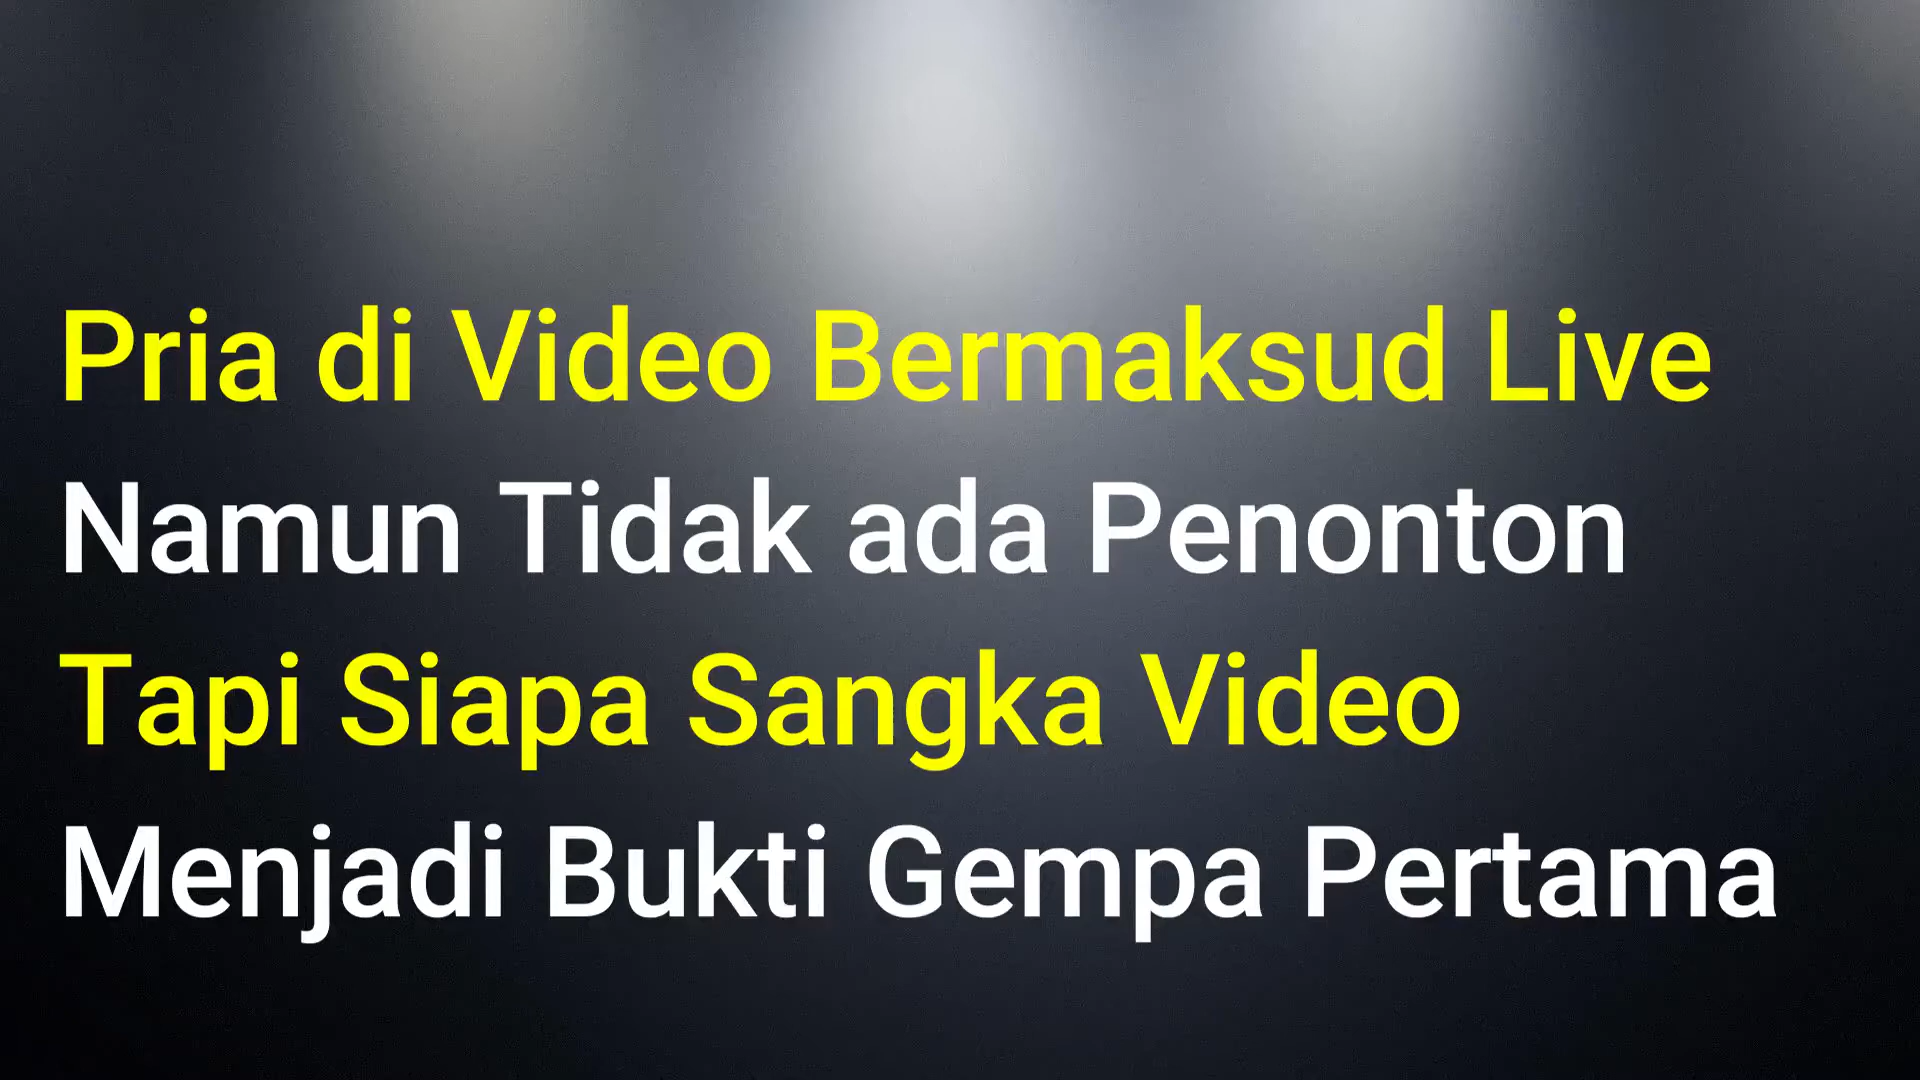 Pria di Video Bermaksud Live
Namun Tidak ada Penonton
Tapi Siapa Sangka Video
Menjadi Bukti Gempa Pertama